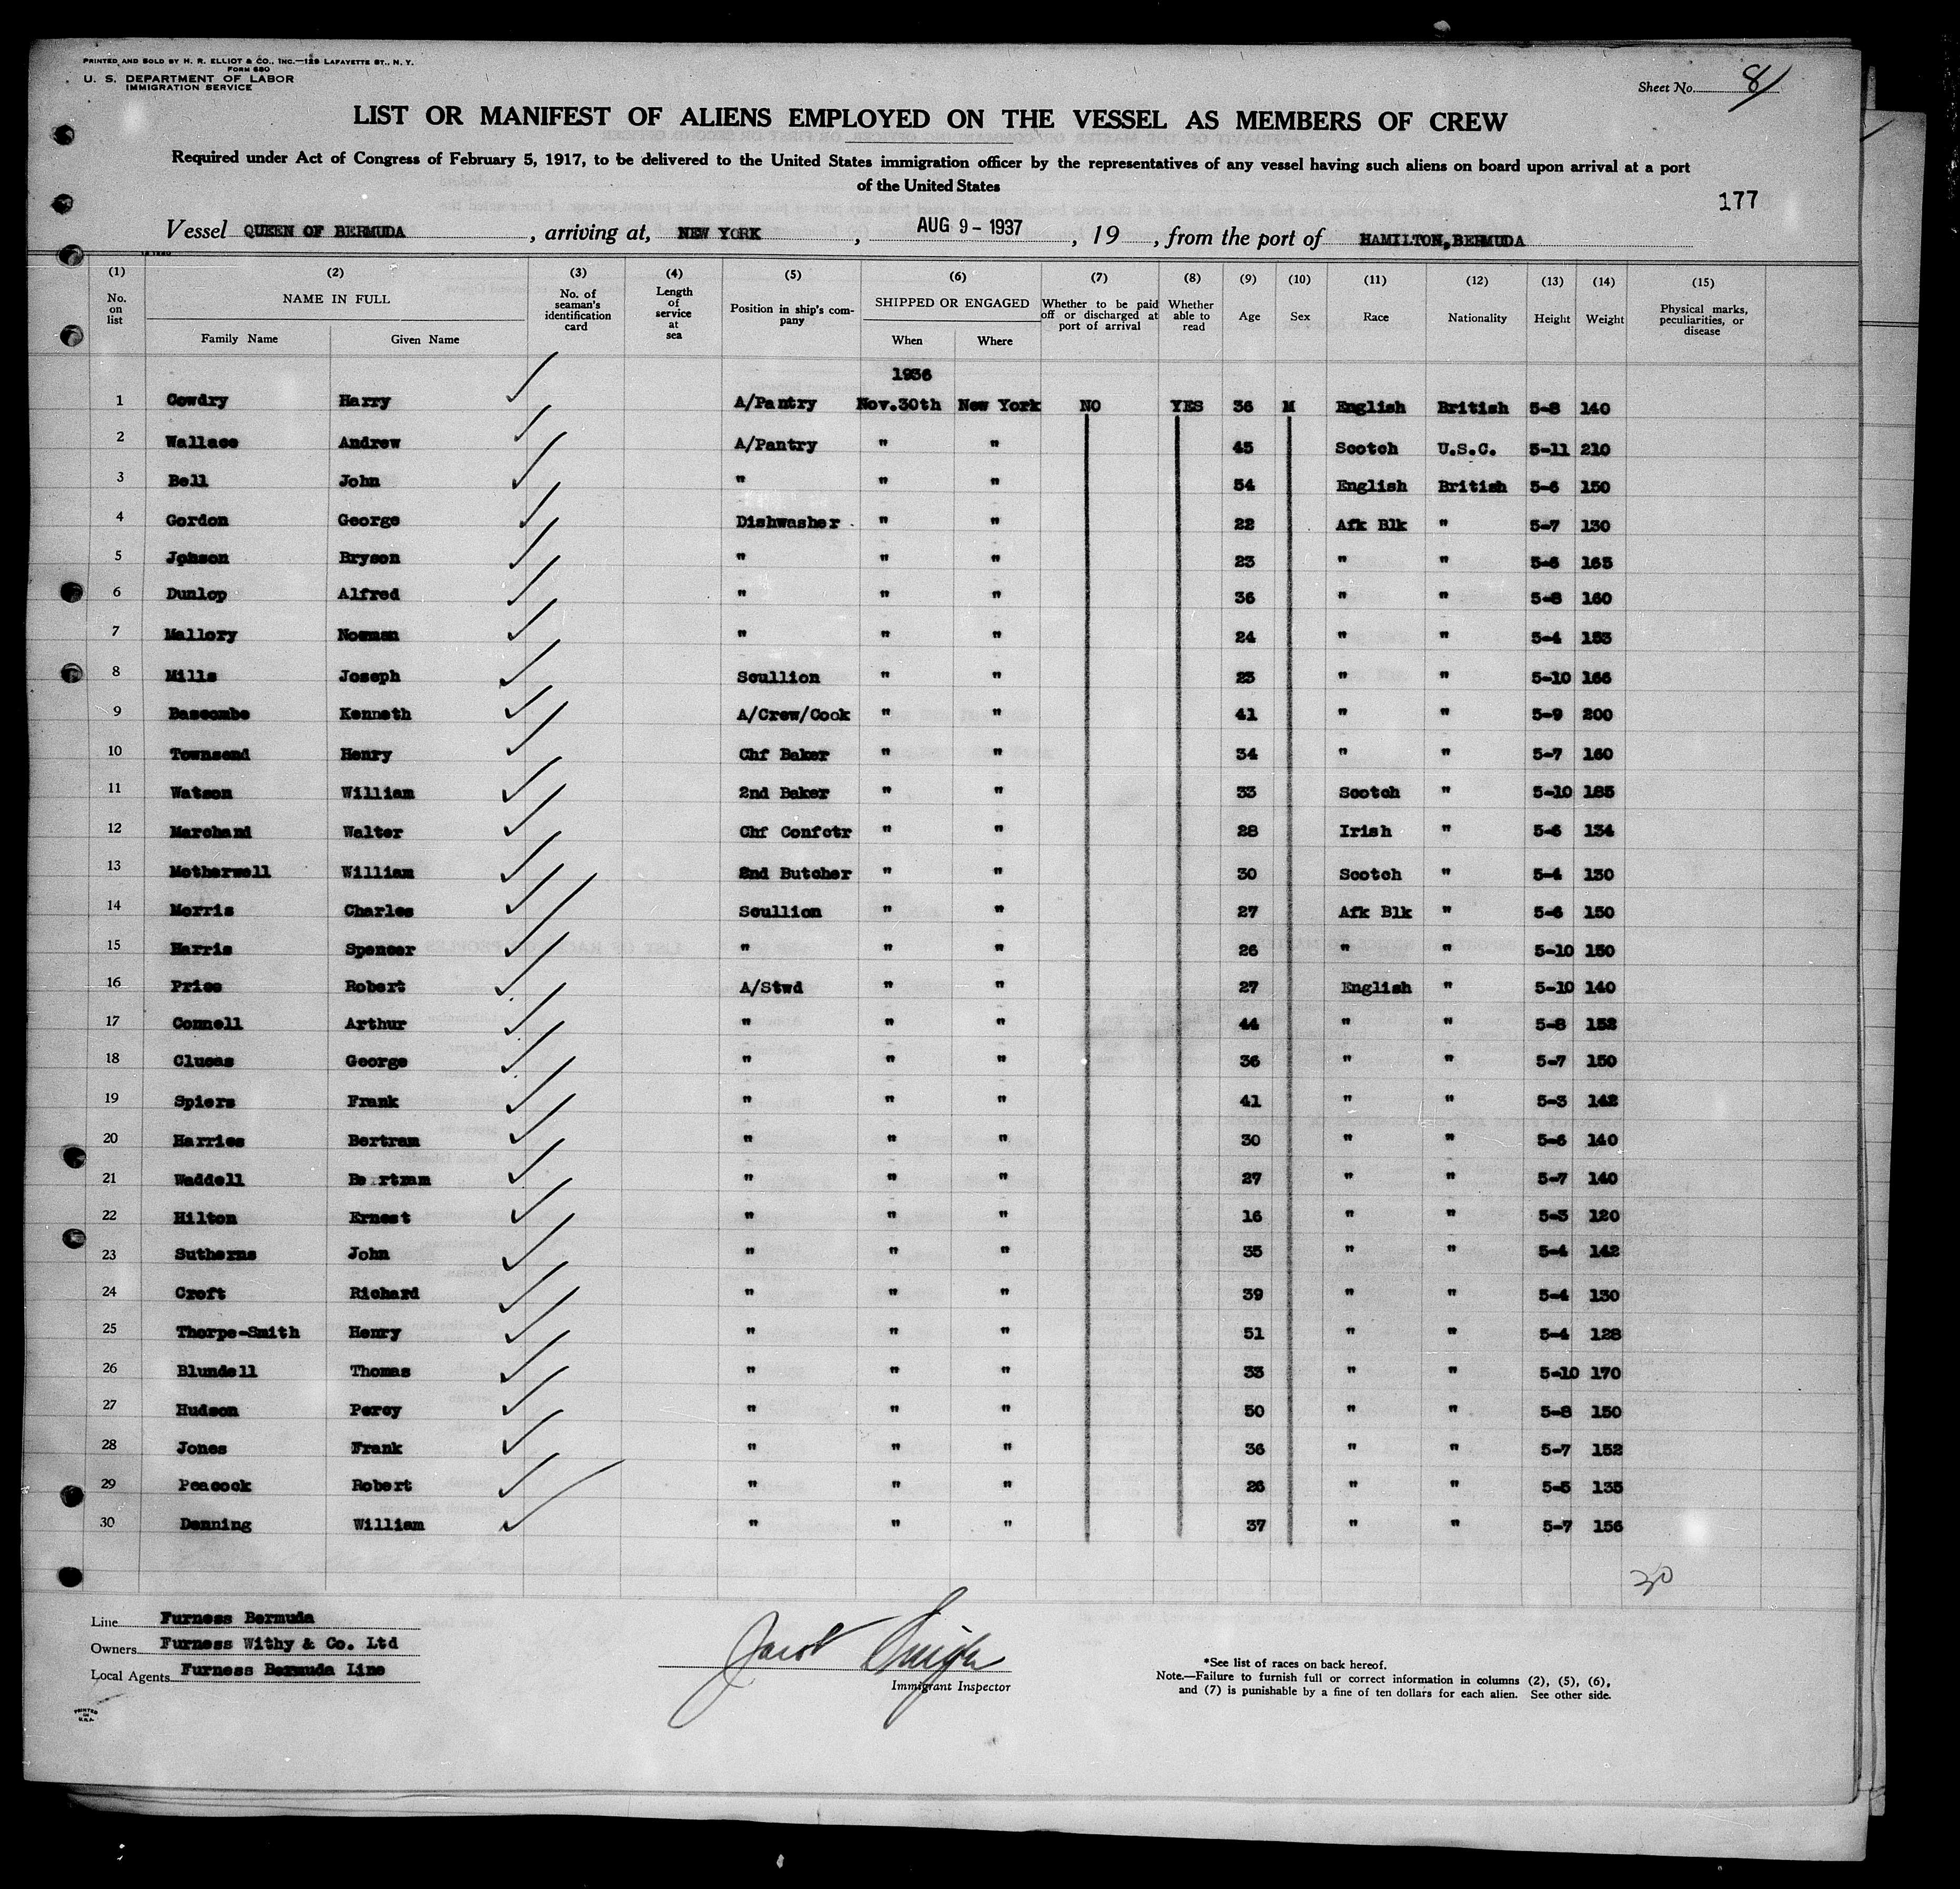 PRINTED AND SOLD BY H. R. ELLIOT & CO., INC.—129 LAFAYETTE ST., N. Y.
FORM 680
U. S. DEPARTMENT OF LABOR
IMMIGRATION SERVICE
Sheet No. 8
LIST OR MANIFEST OF ALIENS EMPLOYED ON THE VESSEL AS MEMBERS OF CREW
Required under Act of Congress of February 5, 1917, to be delivered to the United States immigration officer by the representatives of any vessel having such aliens on board upon arrival at a port
of the United States
177
Vessel QUEEN OF BERMUDA, arriving at, NEW YORK, AUG 9 - 1937, 19, from the port of HAMILTON, BERMUDA
(1) (2) (3) (4) (5) (6) (7) (8) (9) (10) (11) (12) (13) (14) (15)
No. on list NAME IN FULL No. of seaman's identification card Length of service at sea Position in ship's company SHIPPED OR ENGAGED Whether to be paid off or discharged at port of arrival Whether able to read Age Sex Race Nationality Height Weight Physical marks, peculiarities, or disease
Family Name Given Name When Where
1936
1 Cowdry Harry A/Pantry Nov.30th New York NO YES 36 M English British 5-8 140
2 Wallace Andrew A/Pantry " " 45 Scotch U.S.C. 5-11 210
3 Bell John " " " 54 English British 5-6 150
4 Gordon George Dishwasher " " 22 Afk Blk " 5-7 130
5 Johson Bryson " " " 23 " " 5-6 165
6 Dunlop Alfred " " " 36 " " 5-8 160
7 Mallory Norman " " " 24 " " 5-4 183
8 Mills Joseph Scullion " " 23 " " 5-10 166
9 Bascombe Kenneth A/Crew/Cook " " 41 " " 5-9 200
10 Townsend Henry Chf Baker " " 34 " " 5-7 160
11 Watson William 2nd Baker " " 33 Scotch " 5-10 185
12 Marchand Walter Chf Confctr " " 28 Irish " 5-6 134
13 Motherwell William 2nd Butcher " " 30 Scotch " 5-4 130
14 Morris Charles Scullion " " 27 Afk Blk " 5-6 150
15 Harris Spencer " " " 26 " " 5-10 150
16 Price Robert A/Stwd " " 27 English " 5-10 140
17 Connell Arthur " " " 44 " " 5-8 152
18 Clucas George " " " 36 " " 5-7 150
19 Spiers Frank " " " 41 " " 5-3 142
20 Harries Bertram " " " 30 " " 5-6 140
21 Waddell Be rtram " " " 27 " " 5-7 140
22 Hilton Ernest " " " 16 " " 5-3 120
23 Sutherns John " " " 35 " " 5-4 142
24 Croft Richard " " " 39 " " 5-4 130
25 Thorpe-Smith Henry " " " 51 " " 5-4 128
26 Blundell Thomas " " " 33 " " 5-10 170
27 Hudson Percy " " " 50 " " 5-8 150
28 Jones Frank " " " 36 " " 5-7 152
29 Peacock Robert " " " 26 " " 5-5 135
30 Denning William " " " 37 " " 5-7 156
30
Line Furness Bermuda
Owners Furness Withy & Co. Ltd
Local Agents Furness Bermuda Line
Jacob
Immigrant Inspector
*See list of races on back hereof.
Note.—Failure to furnish full or correct information in columns (2), (5), (6),
and (7) is punishable by a fine of ten dollars for each alien. See other side.
PRINTED
IN
U.S.A.